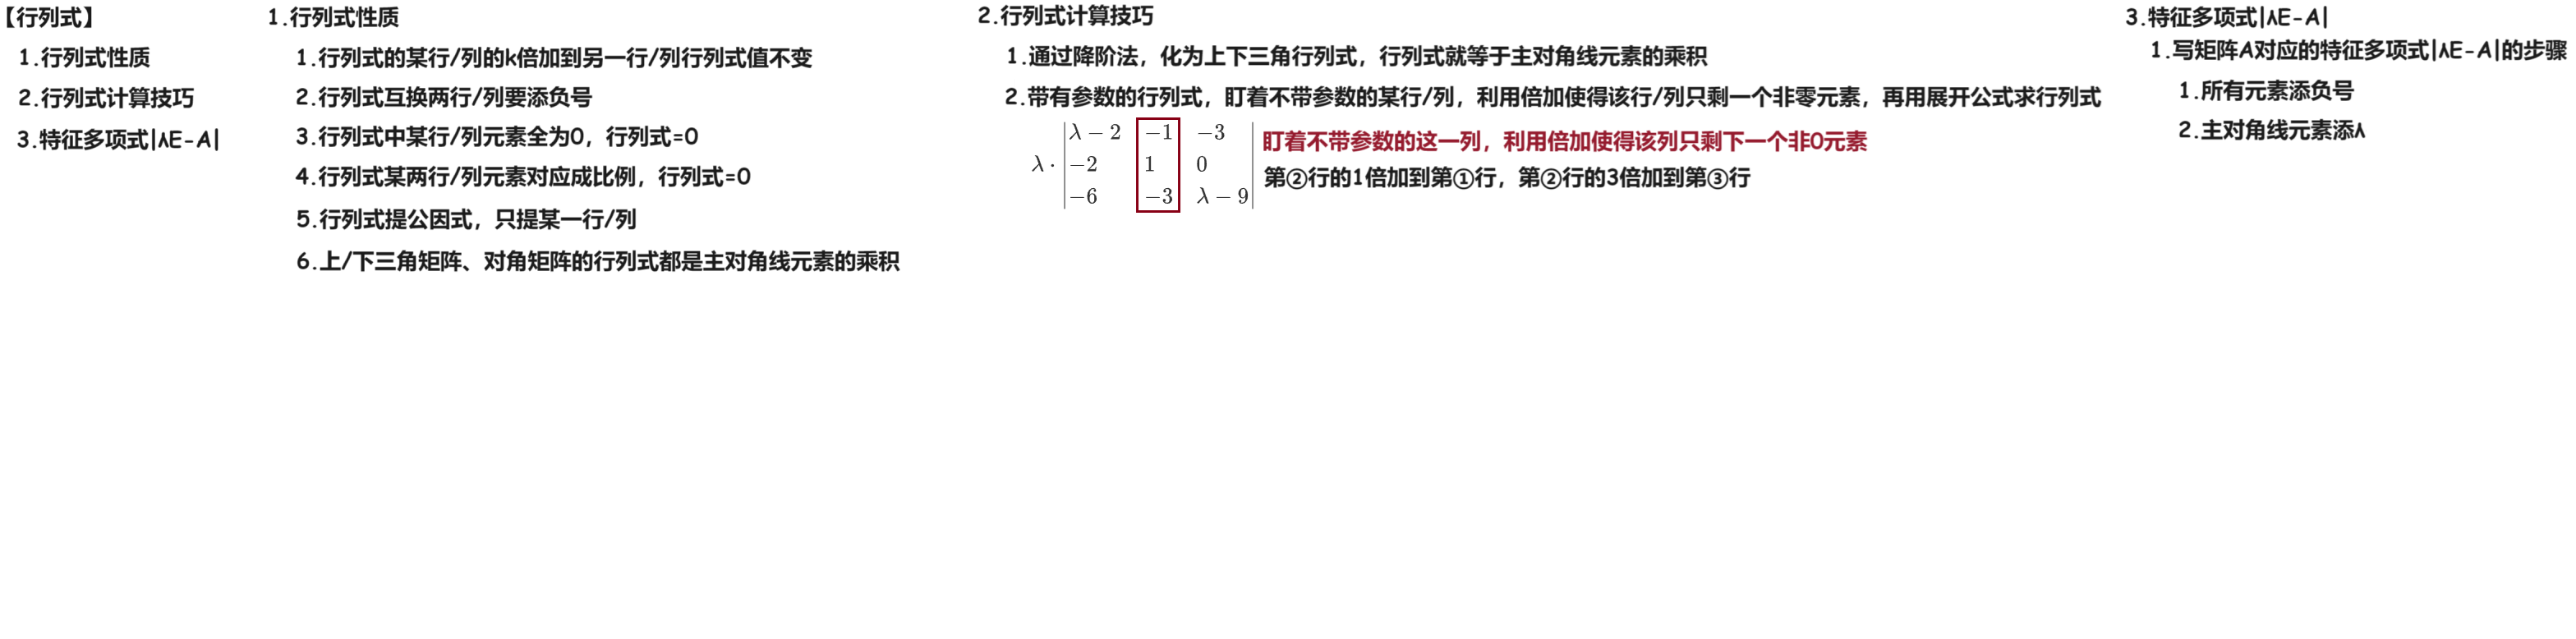 【行列式】
1.行列式性质
2.行列式计算技巧
3.特征多项式|λE-A|
1.行列式性质
1.行列式的某行/列的k倍加到另一行/列行列式值不变
2.行列式互换两行/列要添负号
3.行列式中某行/列元素全为0，行列式=0
4.行列式某两行/列元素对应成比例，行列式=0
5.行列式提公因式，只提某一行/列
6.上/下三角矩阵、对角矩阵的行列式都是主对角线元素的乘积
2.行列式计算技巧
1.通过降阶法，化为上下三角行列式，行列式就等于主对角线元素的乘积
2.带有参数的行列式，盯着不带参数的某行/列，利用倍加使得该行/列只剩一个非零元素，再用展开公式求行列式
λ − 2 −1 −3
λ · −2 1 0
−6 −3 λ − 9
盯着不带参数的这一列，利用倍加使得该列只剩下一个非0元素
第②行的1倍加到第①行，第②行的3倍加到第③行
3.特征多项式|λE-A|
1.写矩阵A对应的特征多项式|λE-A|的步骤
1.所有元素添负号
2.主对角线元素添λ